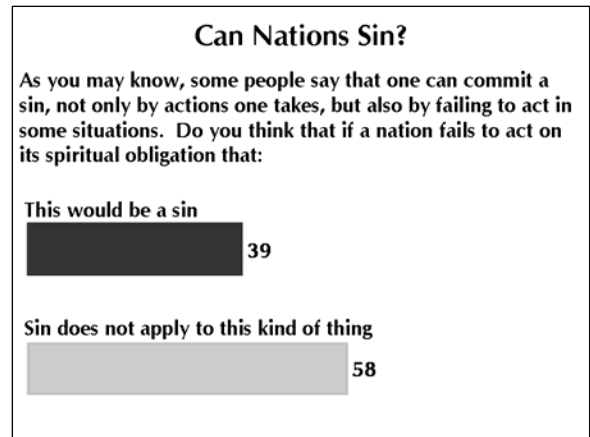 Can Nations Sin?
As you may know, some people say that one can commit a
sin, not only by actions one takes, but also by failing to act in
some situations.  Do you think that if a nation fails to act on
its spiritual obligation that:
This would be a sin
39
Sin does not apply to this kind of thing
58